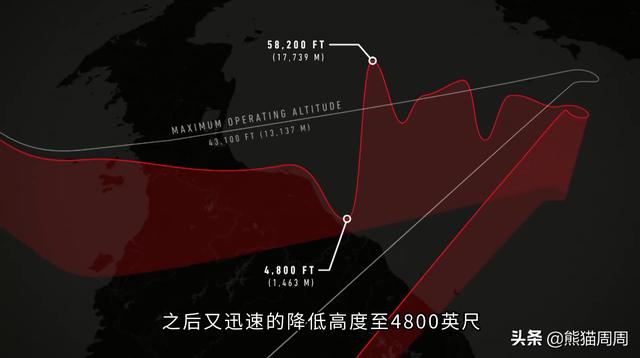 58,200 FT
(17,739 M)
MAXIMUM OPERATING ALTITUDE
43,100 FT (13,137 M)
4,800 FT
(1,463 M)
之后又迅速的降低高度至4800英尺
头条 @熊猫周周